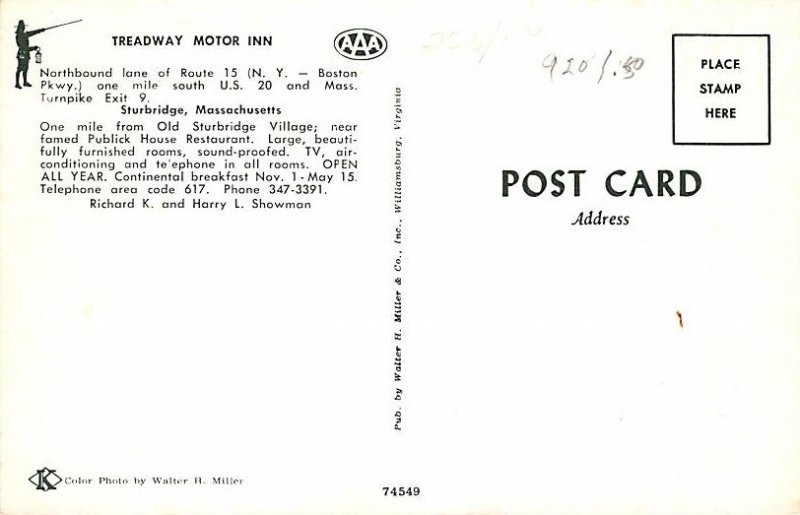 TREADWAY MOTOR INN
AAA
Northbound lane of Route 15 (N. Y. — Boston
Pkwy.) one mile south U.S. 20 and Mass.
Turnpike Exit 9.
Sturbridge, Massachusetts
One mile from Old Sturbridge Village; near
famed Publick House Restaurant. Large, beauti-
fully furnished rooms, sound-proofed. TV, air-
conditioning and te'ephone in all rooms. OPEN
ALL YEAR. Continental breakfast Nov. 1 - May 15.
Telephone area code 617. Phone 347-3391.
Richard K. and Harry L. Showman
K Color Photo by Walter H. Miller
Pub. by Walter H. Miller & Co., Inc., Williamsburg, Virginia
74549
920/.50
PLACE
STAMP
HERE
POST CARD
Address